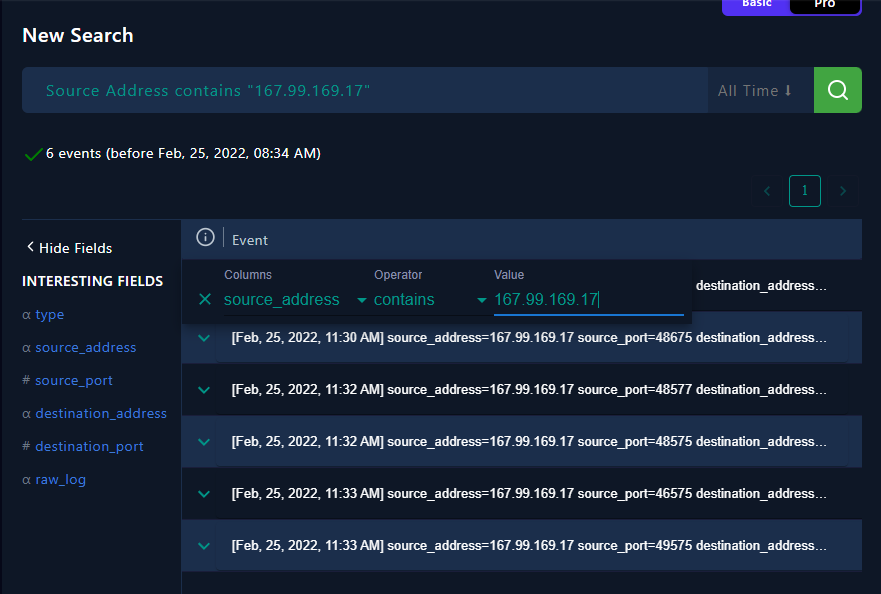 Basic Pro
New Search
Source Address contains "167.99.169.17" All Time ⬇
6 events (before Feb, 25, 2022, 08:34 AM)
< 1 >
Hide Fields
INTERESTING FIELDS
α type
α source_address
# source_port
α destination_address
# destination_port
α raw_log
Event
Columns Operator Value
source_address contains 167.99.169.17
destination_address...
[Feb, 25, 2022, 11:30 AM] source_address=167.99.169.17 source_port=48675 destination_address...
[Feb, 25, 2022, 11:32 AM] source_address=167.99.169.17 source_port=48577 destination_address...
[Feb, 25, 2022, 11:32 AM] source_address=167.99.169.17 source_port=48575 destination_address...
[Feb, 25, 2022, 11:33 AM] source_address=167.99.169.17 source_port=46575 destination_address...
[Feb, 25, 2022, 11:33 AM] source_address=167.99.169.17 source_port=49575 destination_address...